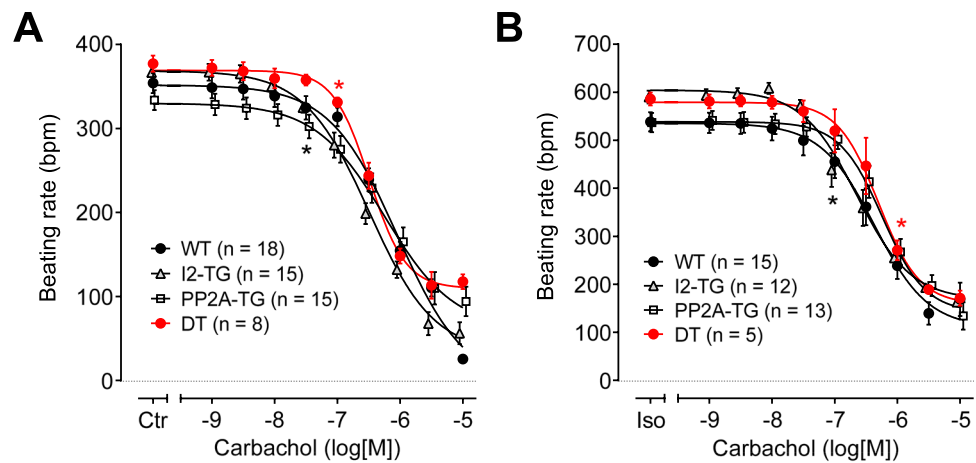 A
B
Beating rate (bpm)
400
300
200
100
0
*
*
WT (n = 18)
I2-TG (n = 15)
PP2A-TG (n = 15)
DT (n = 8)
Ctr
-9
-8
-7
-6
-5
Carbachol (log[M])
Beating rate (bpm)
700
600
500
400
300
200
100
0
*
*
WT (n = 15)
I2-TG (n = 12)
PP2A-TG (n = 13)
DT (n = 5)
Iso
-9
-8
-7
-6
-5
Carbachol (log[M])